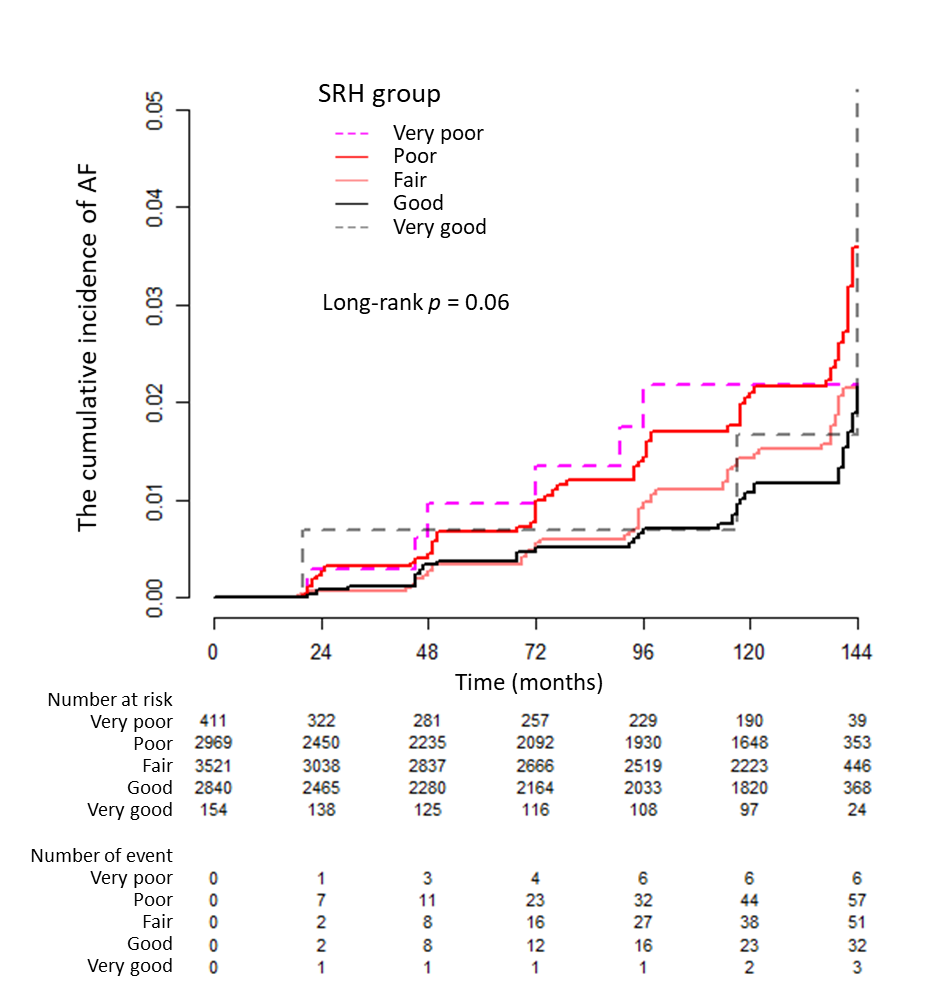 SRH group
Very poor
Poor
Fair
Good
Very good
Long-rank p = 0.06
The cumulative incidence of AF
0.05
0.04
0.03
0.02
0.01
0.00
0 24 48 72 96 120 144
Time (months)
Number at risk
Very poor 411 322 281 257 229 190 39
Poor 2969 2450 2235 2092 1930 1648 353
Fair 3521 3038 2837 2666 2519 2223 446
Good 2840 2465 2280 2164 2033 1820 368
Very good 154 138 125 116 108 97 24
Number of event
Very poor 0 1 3 4 6 6 6
Poor 0 7 11 23 32 44 57
Fair 0 2 8 16 27 38 51
Good 0 2 8 12 16 23 32
Very good 0 1 1 1 1 2 3